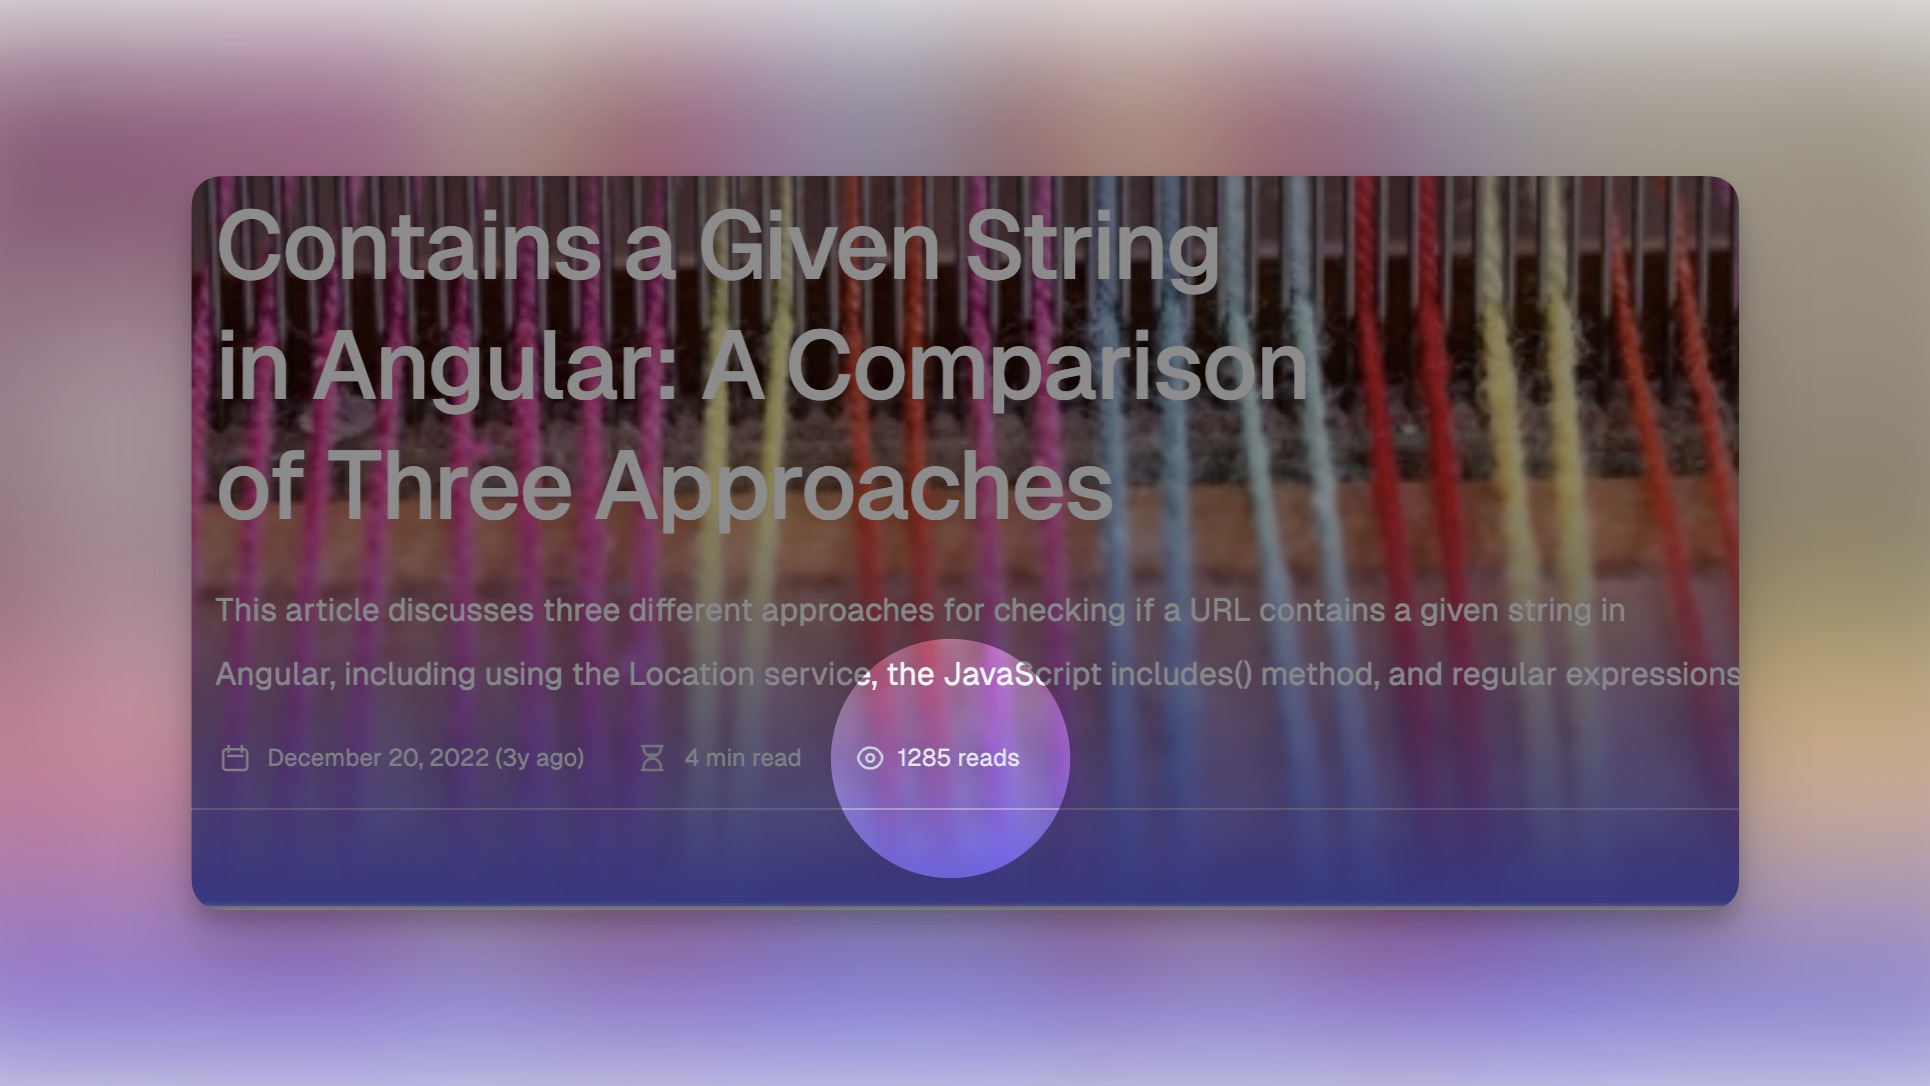 Contains a Given String
in Angular: A Comparison
of Three Approaches
This article discusses three different approaches for checking if a URL contains a given string in
Angular, including using the Location service, the JavaScript includes() method, and regular expressions
December 20, 2022 (3y ago) 4 min read 1285 reads